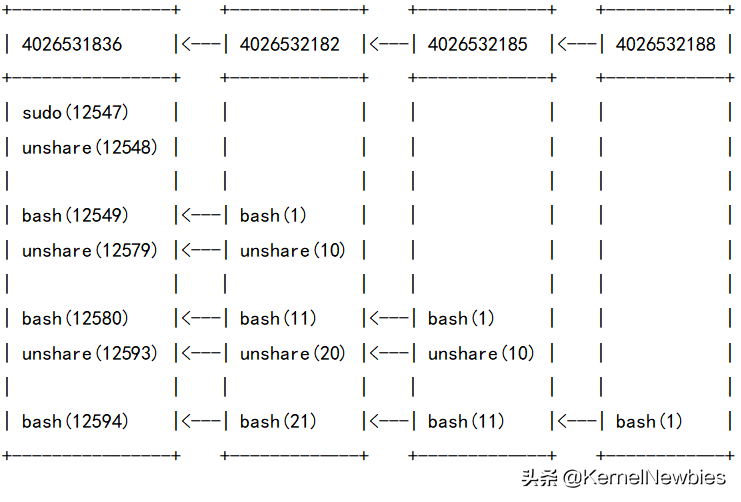 4026531836 |<---| 4026532182 |<---| 4026532185 |<---| 4026532188
sudo(12547)
unshare(12548)
bash(12549) |<---| bash(1)
unshare(12579) |<---| unshare(10)
bash(12580) |<---| bash(11) |<---| bash(1)
unshare(12593) |<---| unshare(20) |<---| unshare(10)
bash(12594) |<---| bash(21) |<---| bash(11) |<---| bash(1)
头条 @KernelNewbies